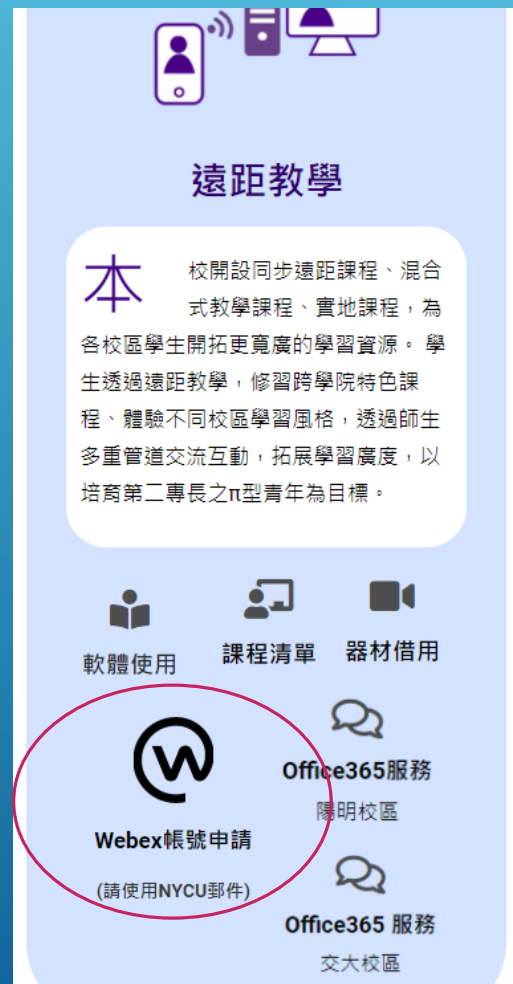 遠距教學
本校開設同步遠距課程、混合
式教學課程、實地課程，為
各校區學生開拓更寬廣的學習資源。 學
生透過遠距教學，修習跨學院特色課
程、體驗不同校區學習風格，透過師生
多重管道交流互動，拓展學習廣度，以
培育第二專長之π型青年為目標。
軟體使用
課程清單
器材借用
Webex帳號申請
(請使用NYCU郵件)
Office365服務
陽明校區
Office365 服務
交大校區